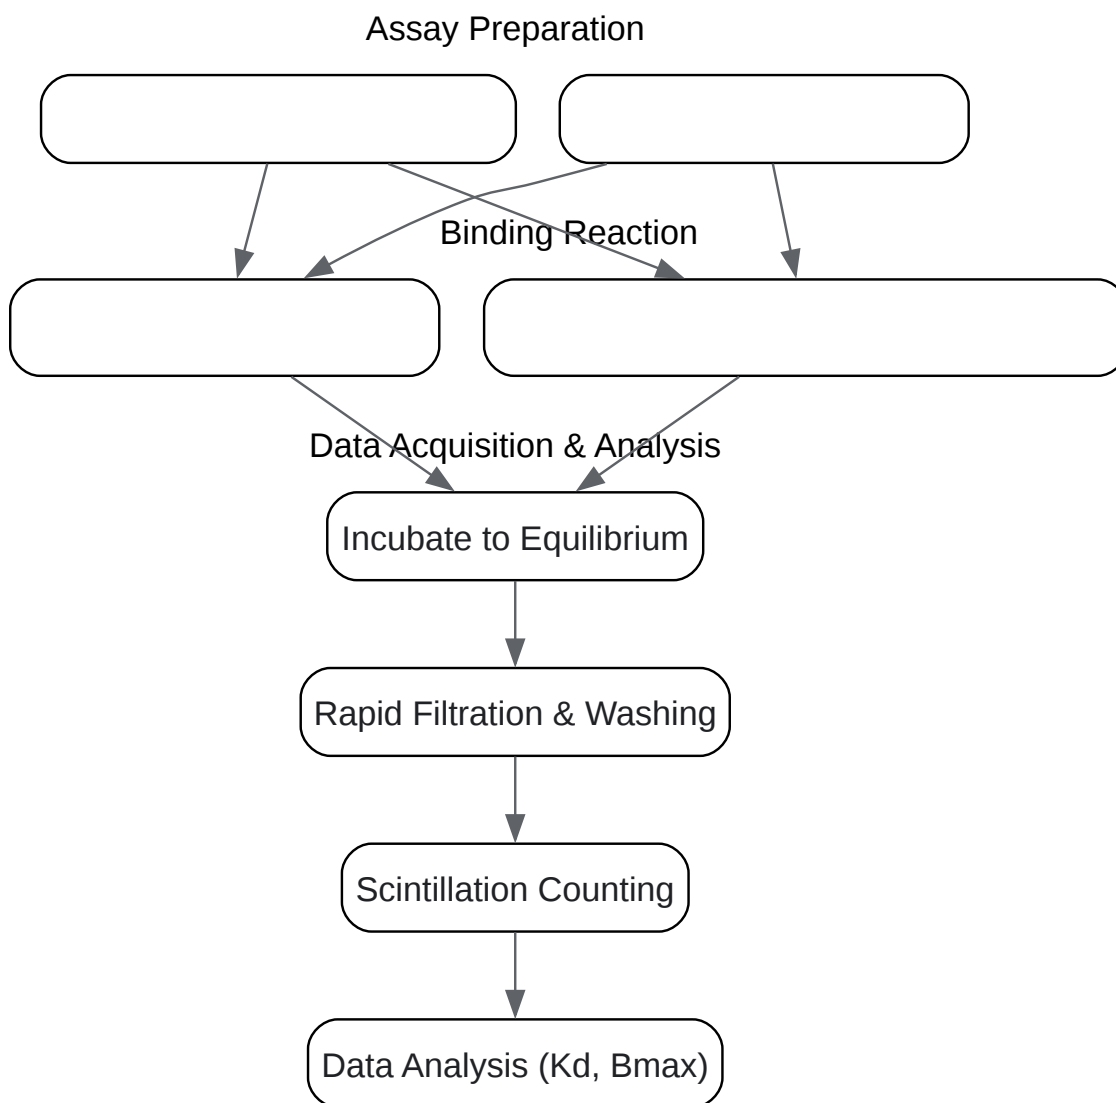 Assay Preparation
Binding Reaction
Data Acquisition & Analysis
Incubate to Equilibrium
Rapid Filtration & Washing
Scintillation Counting
Data Analysis (Kd, Bmax)